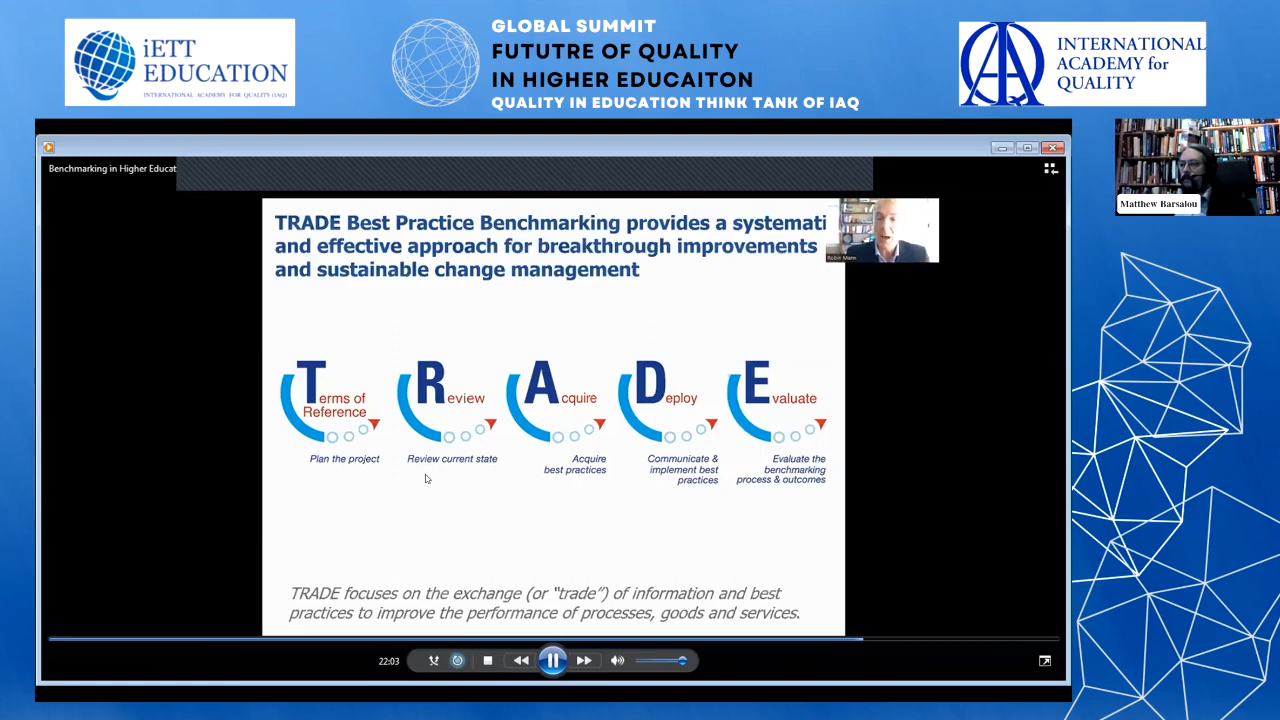 iETT
EDUCATION
INTERNATIONAL ACADEMY FOR QUALITY (IAQ)
GLOBAL SUMMIT
FUTUTRE OF QUALITY
IN HIGHER EDUCAITON
QUALITY IN EDUCATION THINK TANK OF IAQ
INTERNATIONAL
ACADEMY for
QUALITY
Benchmarking in Higher Educat
Matthew Barsalou
TRADE Best Practice Benchmarking provides a systemati
and effective approach for breakthrough improvements
and sustainable change management
Robin Mann
Terms of
Reference
Plan the project
Review
Review current state
Acquire
Acquire
best practices
Deploy
Communicate &
implement best
practices
Evaluate
Evaluate the
benchmarking
process & outcomes
TRADE focuses on the exchange (or “trade”) of information and best
practices to improve the performance of processes, goods and services.
22:03